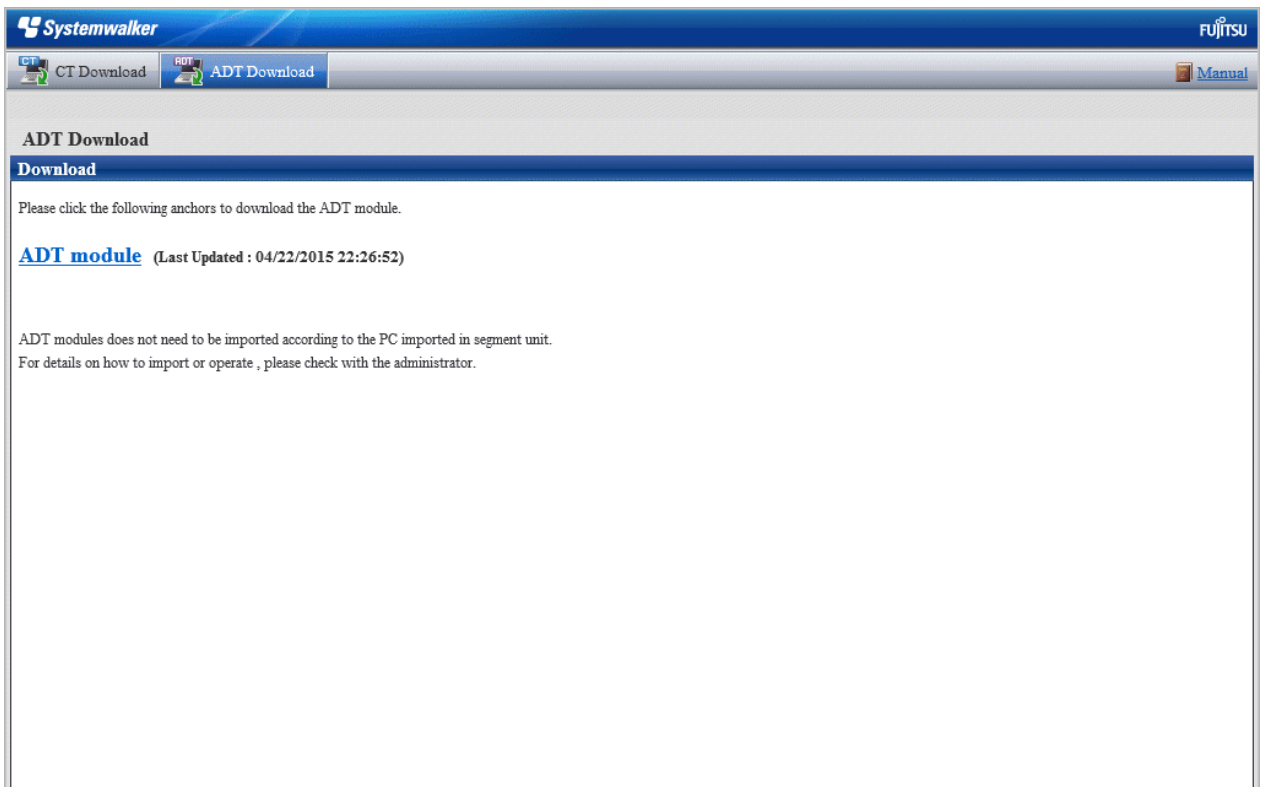 Systemwalker
FUJITSU
CT
CT Download
ADT
ADT Download
Manual
ADT Download
Download
Please click the following anchors to download the ADT module.
ADT module (Last Updated : 04/22/2015 22:26:52)
ADT modules does not need to be imported according to the PC imported in segment unit.
For details on how to import or operate , please check with the administrator.